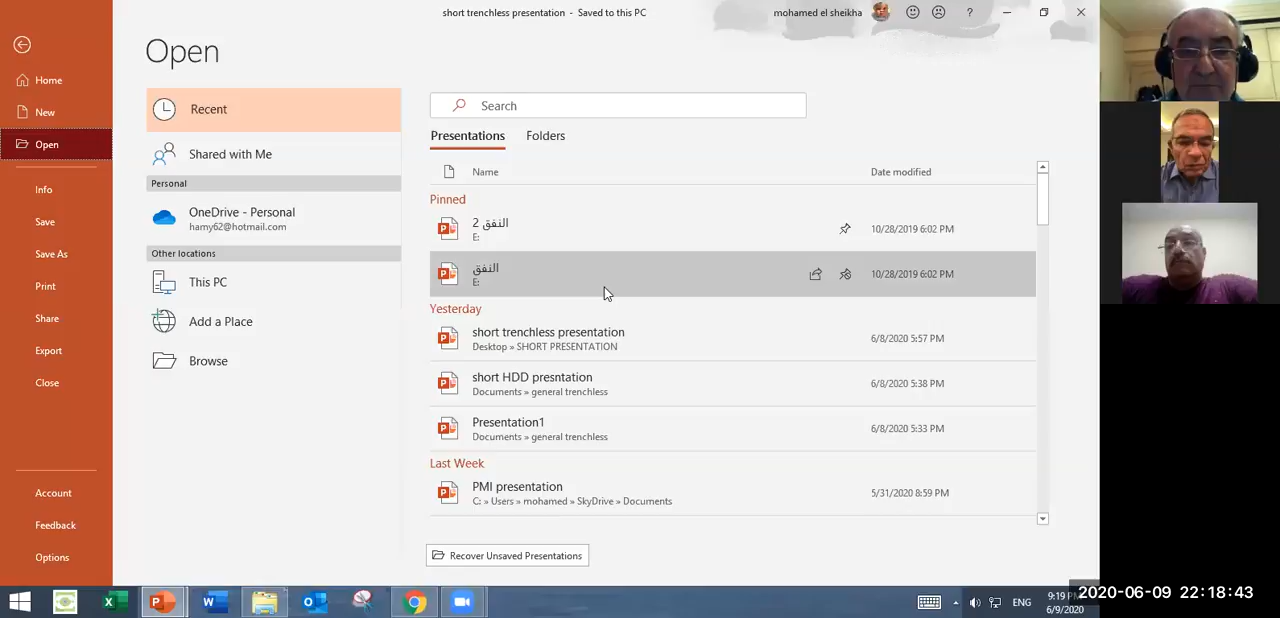 short trenchless presentation - Saved to this PC
mohamed el sheikha
?
Open
Home
New
Open
Info
Save
Save As
Print
Share
Export
Close
Account
Feedback
Options
Recent
Shared with Me
Personal
OneDrive - Personal
hamy62@hotmail.com
Other locations
This PC
Add a Place
Browse
Search
Presentations Folders
Name Date modified
Pinned
النفق 2
E:
10/28/2019 6:02 PM
النفق
E:
10/28/2019 6:02 PM
Yesterday
short trenchless presentation
Desktop » SHORT PRESENTATION
6/8/2020 5:57 PM
short HDD presntation
Documents » general trenchless
6/8/2020 5:38 PM
Presentation1
Documents » general trenchless
6/8/2020 5:33 PM
Last Week
PMI presentation
C: » Users » mohamed » SkyDrive » Documents
5/31/2020 8:59 PM
Recover Unsaved Presentations
ENG
9:19 PM
6/9/2020
2020-06-09 22:18:43